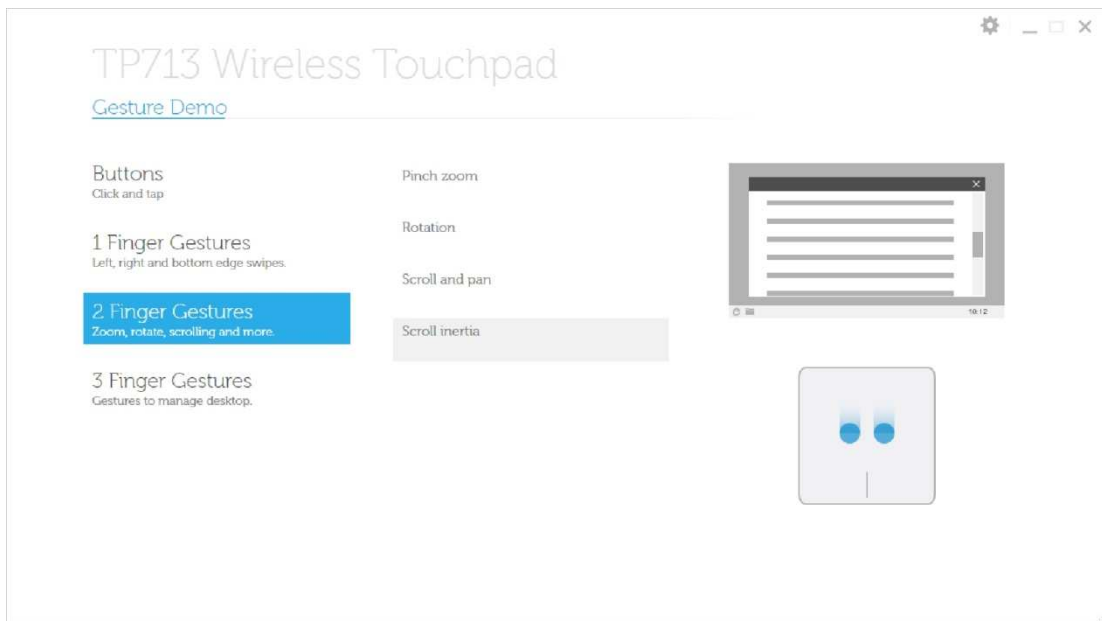 TP713 Wireless Touchpad
Gesture Demo
Buttons
Click and tap
1 Finger Gestures
Left, right and bottom edge swipes.
2 Finger Gestures
Zoom, rotate, scrolling and more.
3 Finger Gestures
Gestures to manage desktop.
Pinch zoom
Rotation
Scroll and pan
Scroll inertia
10:12